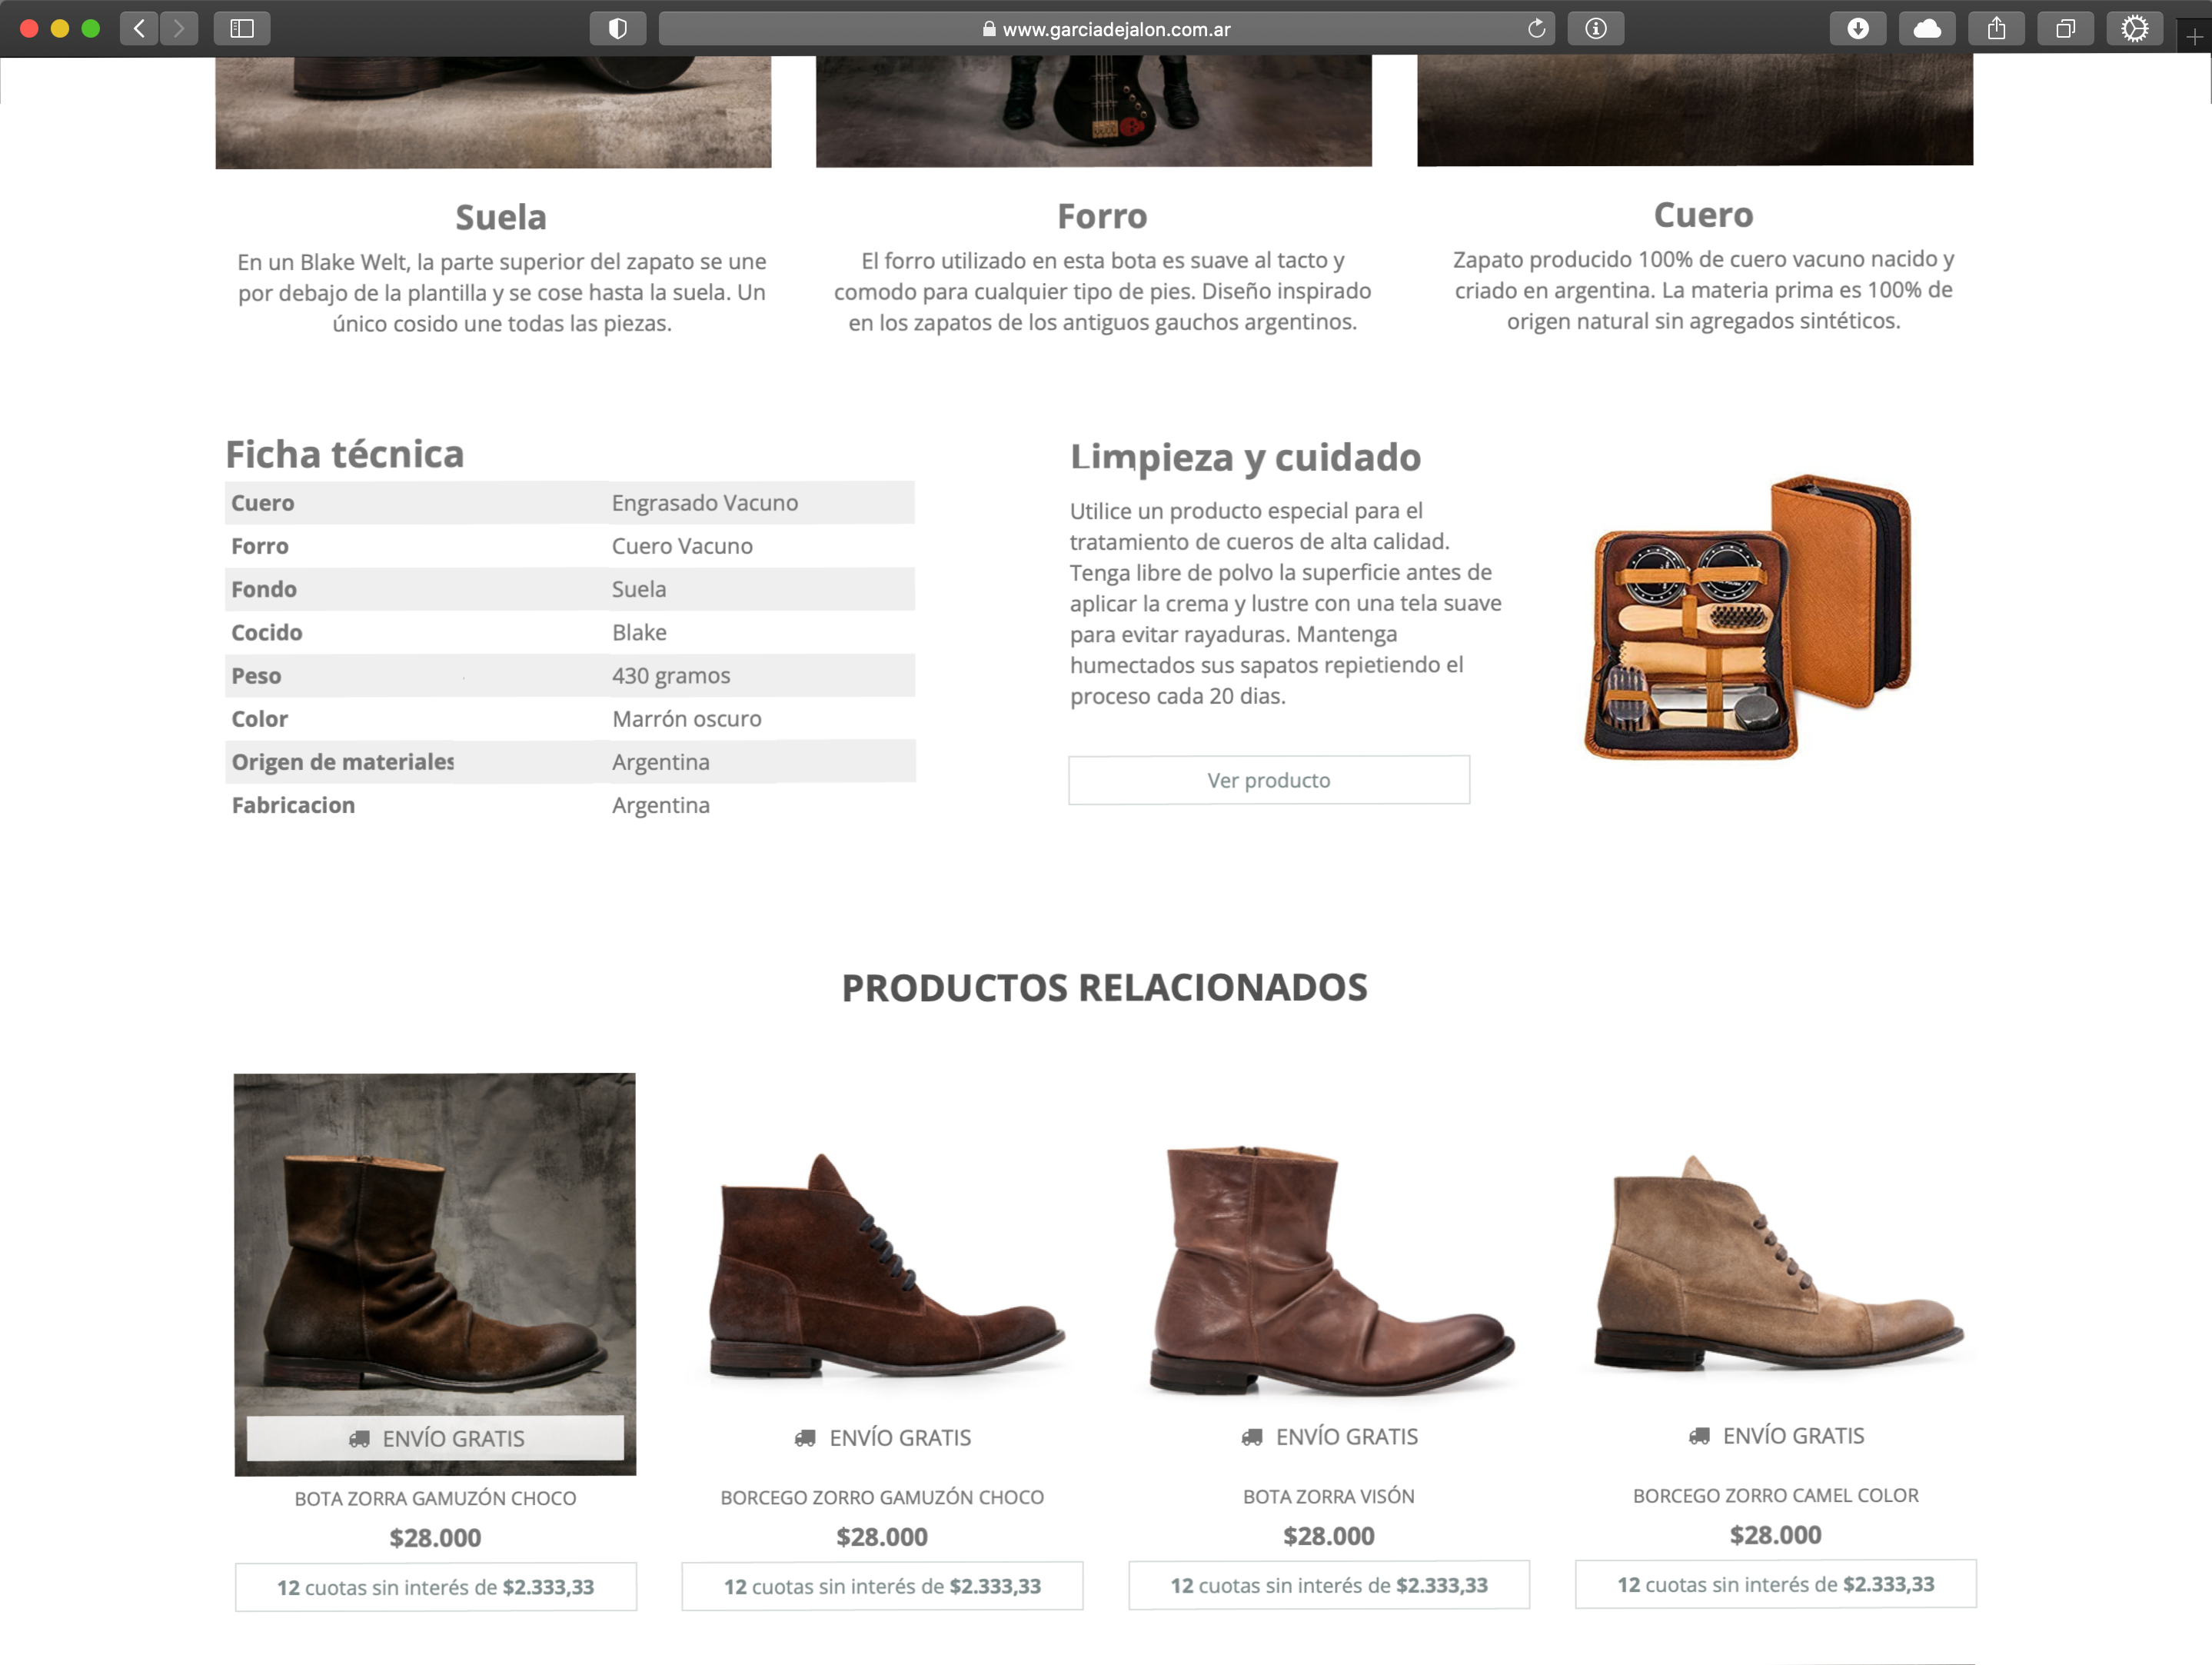 www.garciadejalon.com.ar
Suela
En un Blake Welt, la parte superior del zapato se une
por debajo de la plantilla y se cose hasta la suela. Un
único cosido une todas las piezas.
Forro
El forro utilizado en esta bota es suave al tacto y
comodo para cualquier tipo de pies. Diseño inspirado
en los zapatos de los antiguos gauchos argentinos.
Cuero
Zapato producido 100% de cuero vacuno nacido y
criado en argentina. La materia prima es 100% de
origen natural sin agregados sintéticos.
Ficha técnica
Cuero Engrasado Vacuno
Forro Cuero Vacuno
Fondo Suela
Cocido Blake
Peso 430 gramos
Color Marrón oscuro
Origen de materiales Argentina
Fabricacion Argentina
Limpieza y cuidado
Utilice un producto especial para el
tratamiento de cueros de alta calidad.
Tenga libre de polvo la superficie antes de
aplicar la crema y lustre con una tela suave
para evitar rayaduras. Mantenga
humectados sus sapatos repietiendo el
proceso cada 20 dias.
Ver producto
PRODUCTOS RELACIONADOS
ENVÍO GRATIS
BOTA ZORRA GAMUZÓN CHOCO
$28.000
12 cuotas sin interés de $2.333,33
ENVÍO GRATIS
BORCEGO ZORRO GAMUZÓN CHOCO
$28.000
12 cuotas sin interés de $2.333,33
ENVÍO GRATIS
BOTA ZORRA VISÓN
$28.000
12 cuotas sin interés de $2.333,33
ENVÍO GRATIS
BORCEGO ZORRO CAMEL COLOR
$28.000
12 cuotas sin interés de $2.333,33